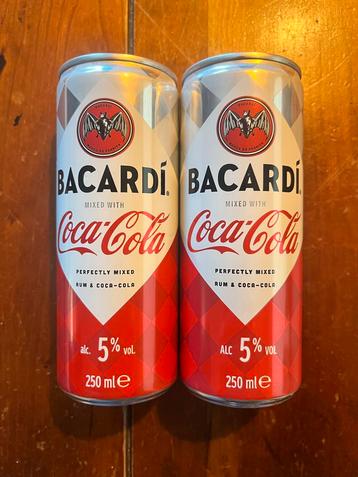 BACARDÍ®
MIXED WITH
Coca-Cola
PERFECTLY MIXED
RUM & COCA-COLA
alc. 5% vol.
250 ml e
BACARDÍ®
MIXED WITH
Coca-Cola
PERFECTLY MIXED
RUM & COCA-COLA
ALC 5% VOL
250 ml e